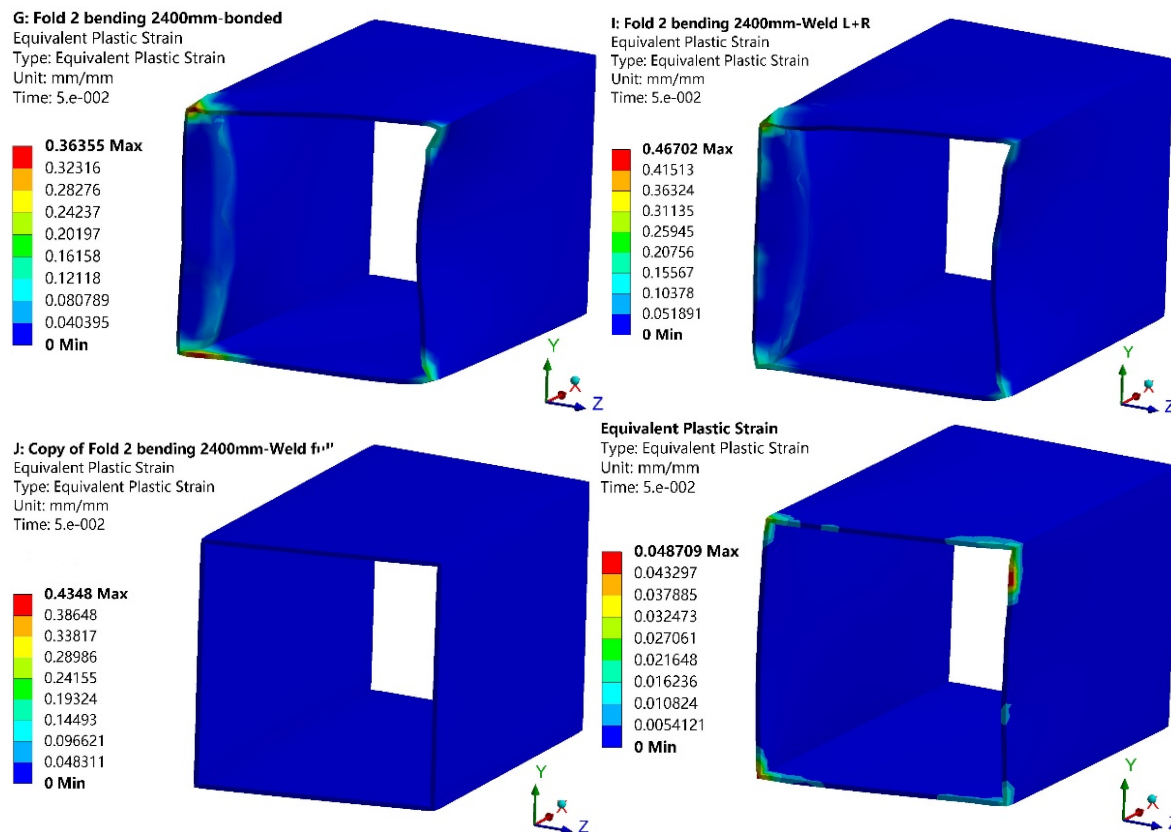 G: Fold 2 bending 2400mm-bonded
Equivalent Plastic Strain
Type: Equivalent Plastic Strain
Unit: mm/mm
Time: 5.e-002
0.36355 Max
0.32316
0.28276
0.24237
0.20197
0.16158
0.12118
0.080789
0.040395
0 Min
Y
X
Z
I: Fold 2 bending 2400mm-Weld L+R
Equivalent Plastic Strain
Type: Equivalent Plastic Strain
Unit: mm/mm
Time: 5.e-002
0.46702 Max
0.41513
0.36324
0.31135
0.25945
0.20756
0.15567
0.10378
0.051891
0 Min
Y
X
Z
J: Copy of Fold 2 bending 2400mm-Weld full
Equivalent Plastic Strain
Type: Equivalent Plastic Strain
Unit: mm/mm
Time: 5.e-002
0.4348 Max
0.38648
0.33817
0.28986
0.24155
0.19324
0.14493
0.096621
0.048311
0 Min
Y
X
Z
Equivalent Plastic Strain
Type: Equivalent Plastic Strain
Unit: mm/mm
Time: 5.e-002
0.048709 Max
0.043297
0.037885
0.032473
0.027061
0.021648
0.016236
0.010824
0.0054121
0 Min
Y
X
Z